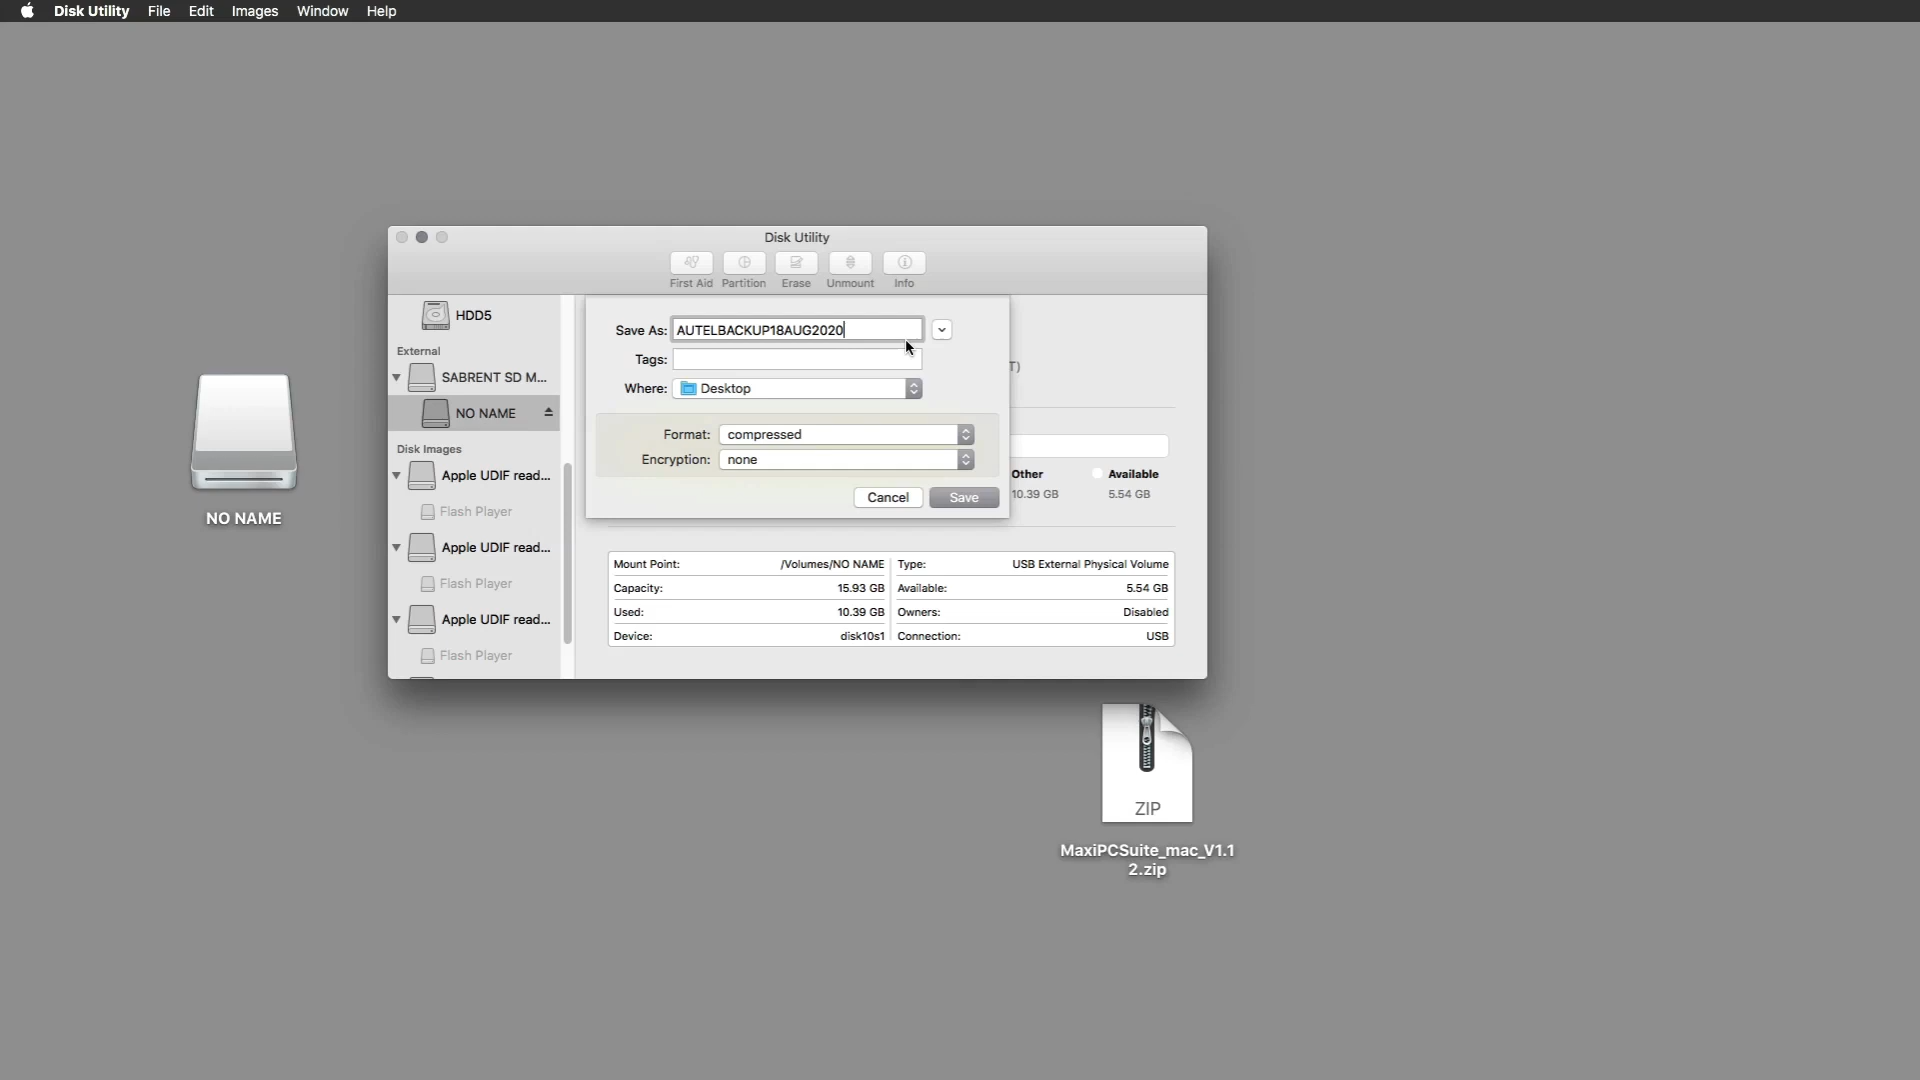 Disk Utility File Edit Images Window Help
Disk Utility
First Aid Partition Erase Unmount Info
HDD5
External
SABRENT SD M...
NO NAME
Disk Images
Apple UDIF read...
Flash Player
Apple UDIF read...
Flash Player
Apple UDIF read...
Flash Player
Save As: AUTELBACKUP18AUG2020
Tags:
Where: Desktop
Format: compressed
Encryption: none
Cancel Save
T)
Other Available
10.39 GB 5.54 GB
Mount Point: /Volumes/NO NAME Type: USB External Physical Volume
Capacity: 15.93 GB Available: 5.54 GB
Used: 10.39 GB Owners: Disabled
Device: disk10s1 Connection: USB
NO NAME
ZIP
MaxiPCSuite_mac_V1.1
2.zip